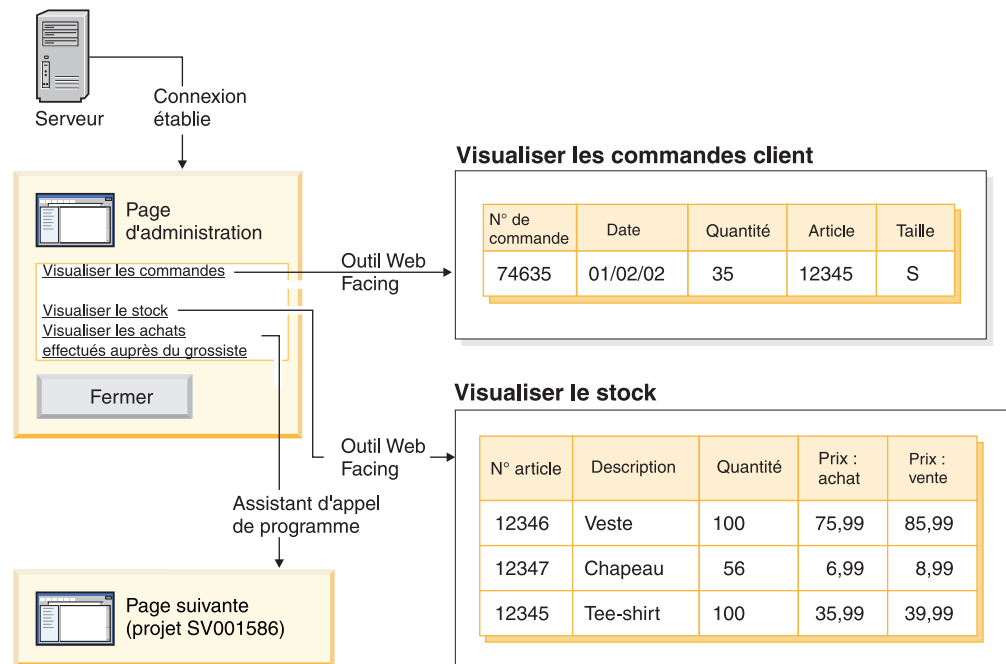 Serveur
Connexion
établie
Page
d'administration
Visualiser les commandes
Visualiser le stock
Visualiser les achats
effectués auprès du grossiste
Fermer
Outil Web
Facing
Visualiser les commandes client
N° de commande Date Quantité Article Taille
74635 01/02/02 35 12345 S
Outil Web
Facing
Visualiser le stock
N° article Description Quantité Prix : achat Prix : vente
12346 Veste 100 75,99 85,99
12347 Chapeau 56 6,99 8,99
12345 Tee-shirt 100 35,99 39,99
Assistant d'appel
de programme
Page suivante
(projet SV001586)